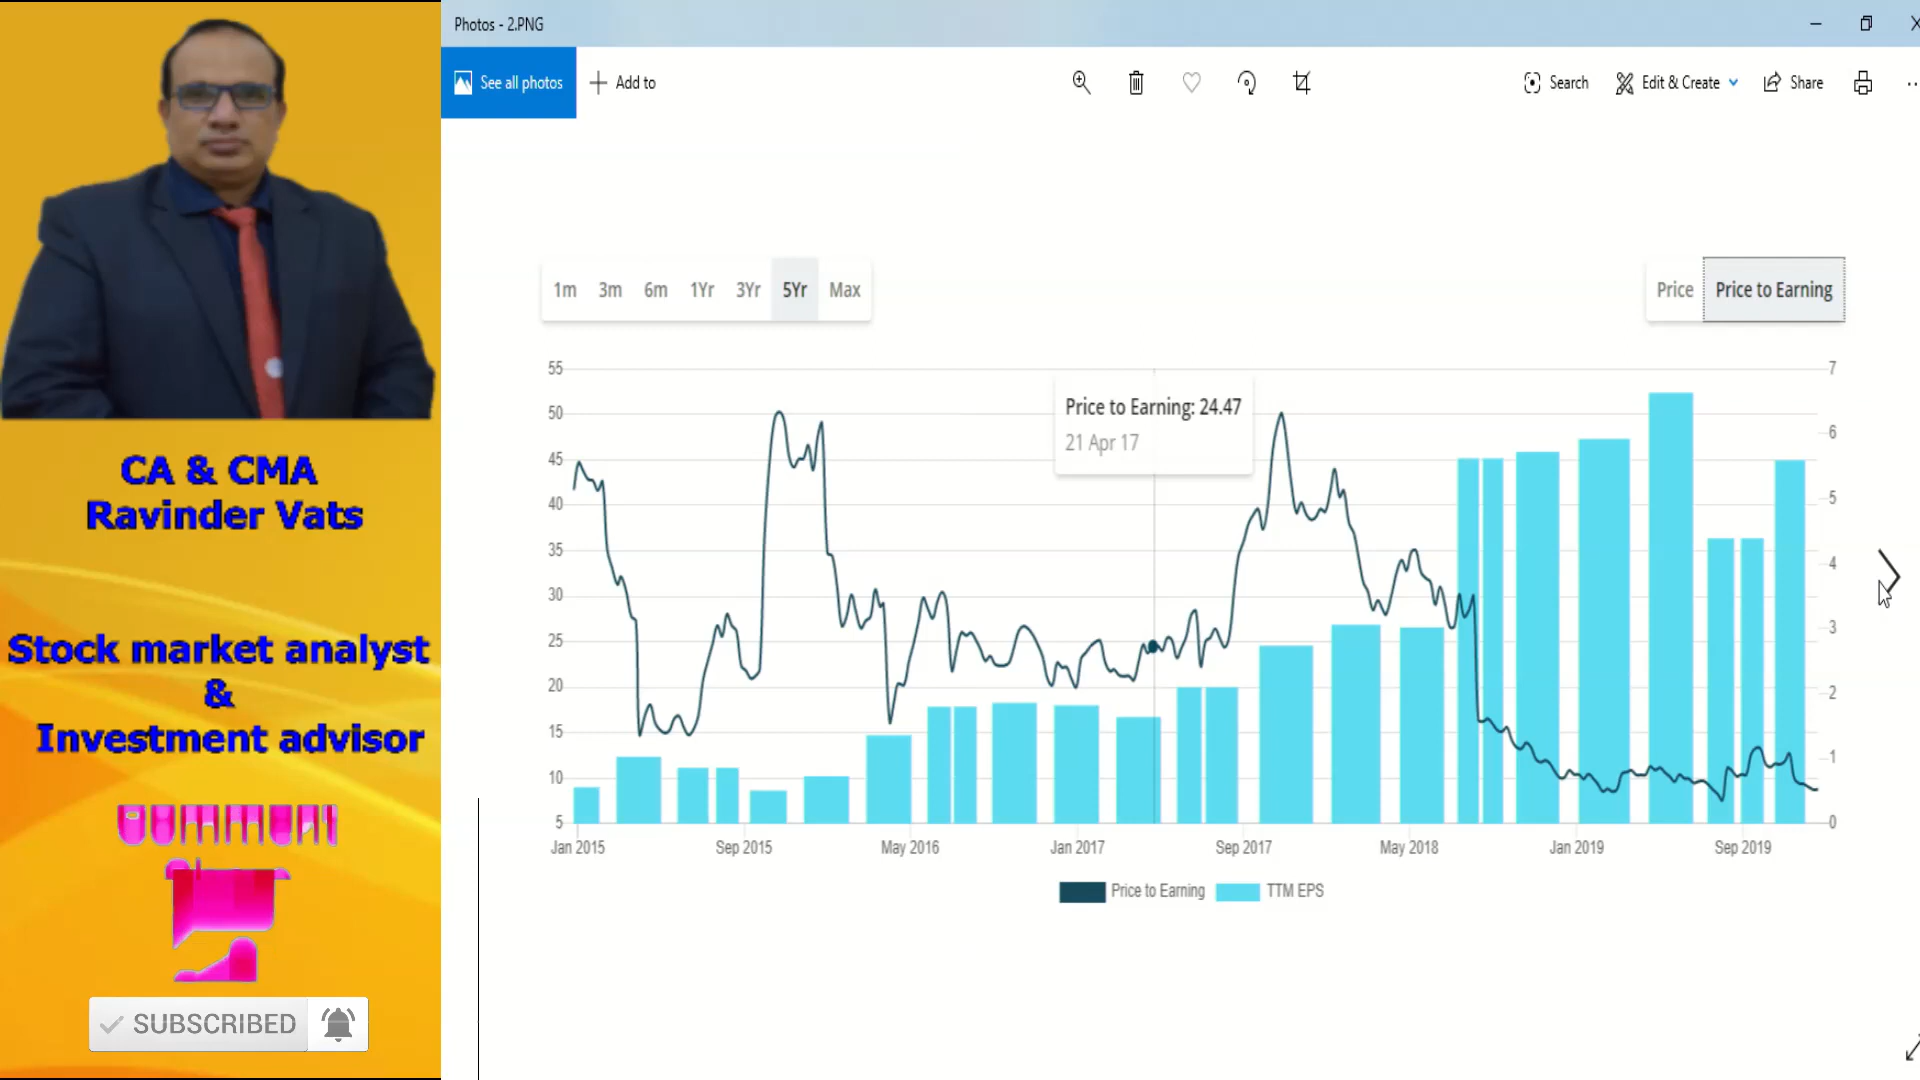 Photos - 2.PNG
See all photos
Add to
Search
Edit & Create
Share
CA & CMA
Ravinder Vats
Stock market analyst
&
Investment advisor
COMMENT
SUBSCRIBED
1m 3m 6m 1Yr 3Yr 5Yr Max
Price Price to Earning
Price to Earning: 24.47
21 Apr 17
55
50
45
40
35
30
25
20
15
10
5
7
6
5
4
3
2
1
0
Jan 2015 Sep 2015 May 2016 Jan 2017 Sep 2017 May 2018 Jan 2019 Sep 2019
Price to Earning TTM EPS